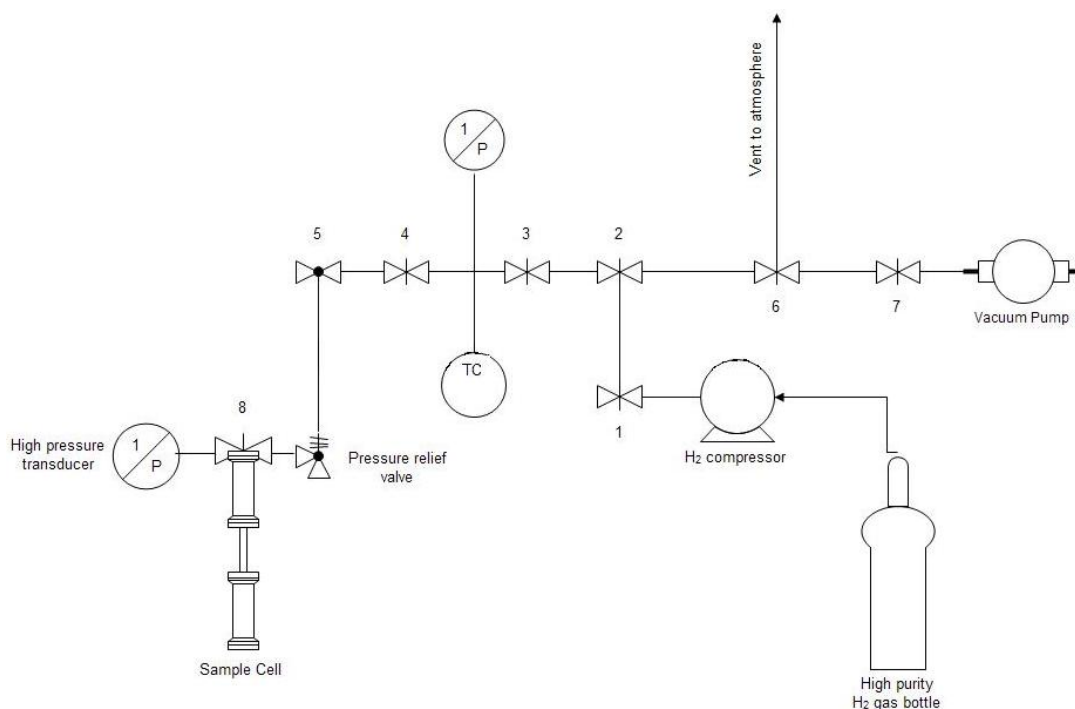 Vent to atmosphere
1
P
5
4
3
2
6
7
Vacuum Pump
TC
8
1
H₂ compressor
High pressure
transducer
1
P
Pressure relief
valve
Sample Cell
High purity
H₂ gas bottle